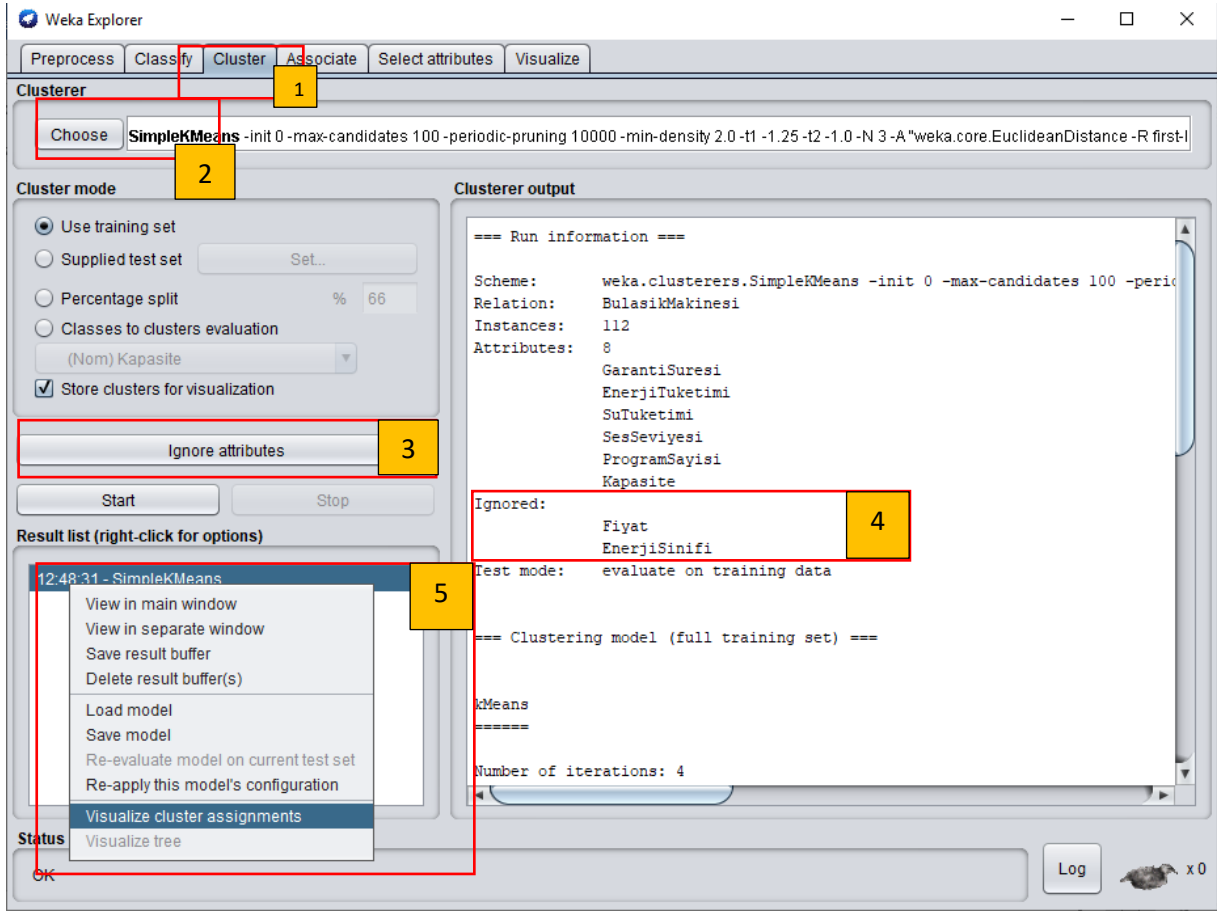 Weka Explorer
Preprocess Classify Cluster Associate Select attributes Visualize
1
Clusterer
Choose SimpleKMeans -init 0 -max-candidates 100 -periodic-pruning 10000 -min-density 2.0 -t1 -1.25 -t2 -1.0 -N 3 -A "weka.core.EuclideanDistance -R first-l
2
Cluster mode
Use training set
Supplied test set Set...
Percentage split % 66
Classes to clusters evaluation
(Nom) Kapasite
Store clusters for visualization
Ignore attributes 3
Start Stop
Result list (right-click for options)
12:48:31 - SimpleKMeans
5
View in main window
View in separate window
Save result buffer
Delete result buffer(s)
Load model
Save model
Re-evaluate model on current test set
Re-apply this model's configuration
Visualize cluster assignments
Visualize tree
Clusterer output
=== Run information ===
Scheme: weka.clusterers.SimpleKMeans -init 0 -max-candidates 100 -perio
Relation: BulasikMakinesi
Instances: 112
Attributes: 8
GarantiSuresi
EnerjiTuketimi
SuTuketimi
SesSeviyesi
ProgramSayisi
Kapasite
Ignored:
4
Fiyat
EnerjiSinifi
Test mode: evaluate on training data
=== Clustering model (full training set) ===
kMeans
======
Number of iterations: 4
Status
OK
Log x 0